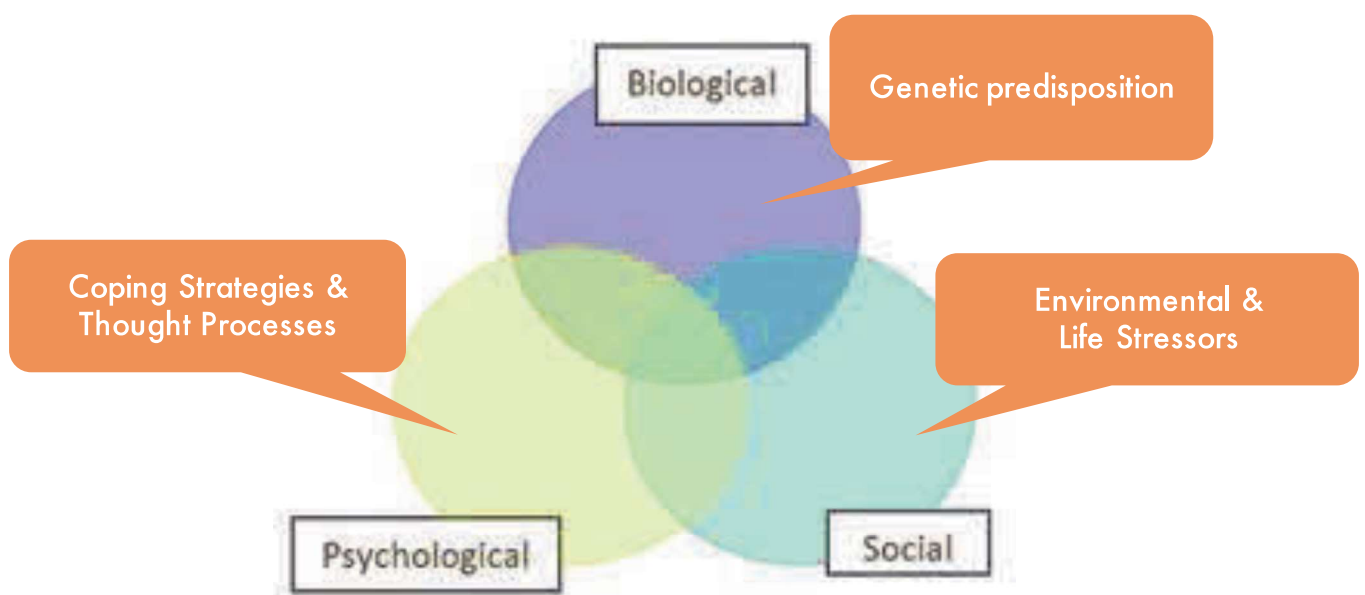 Biological
Genetic predisposition
Coping Strategies &
Thought Processes
Environmental &
Life Stressors
Psychological
Social